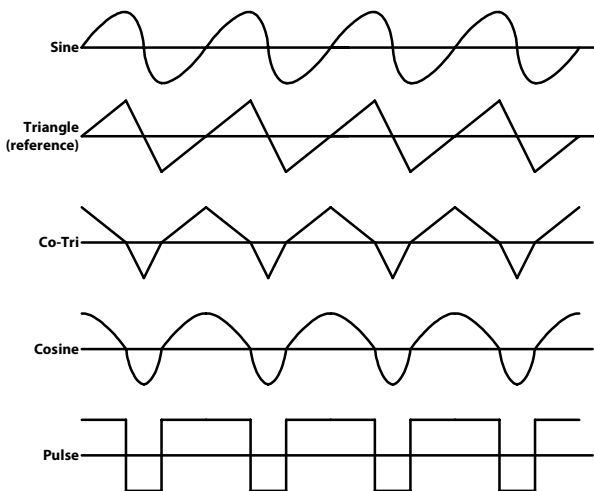 Sine
Triangle
(reference)
Co-Tri
Cosine
Pulse